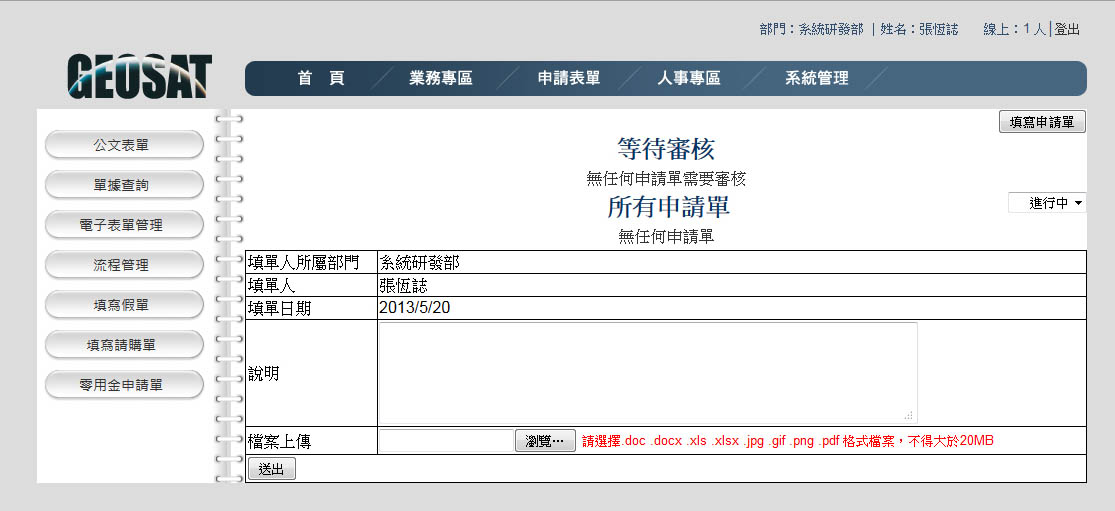 部門：系統研發部 | 姓名：張恆誌 線上：1 人 | 登出
GEOSAT
首 頁 業務專區 申請表單 人事專區 系統管理
公文表單
單據查詢
電子表單管理
流程管理
填寫假單
填寫請購單
零用金申請單
填寫申請單
等待審核
無任何申請單需要審核
所有申請單
進行中
無任何申請單
填單人所屬部門 系統研發部
填單人 張恆誌
填單日期 2013/5/20
說明
檔案上傳 瀏覽… 請選擇.doc .docx .xls .xlsx .jpg .gif .png .pdf 格式檔案，不得大於20MB
送出